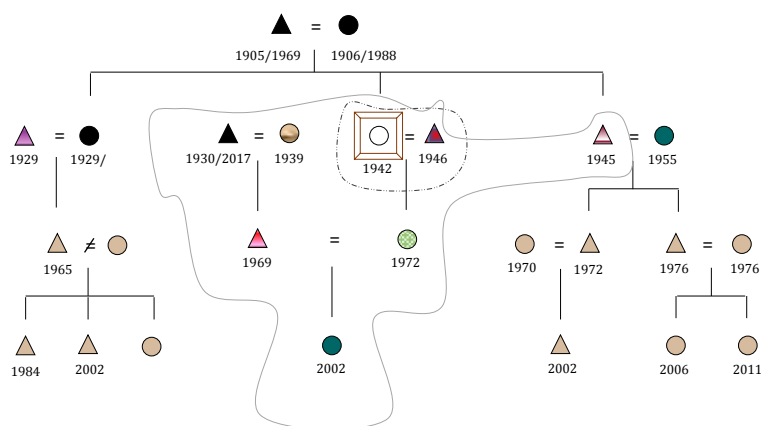 =
1905/1969 1906/1988
= = = =
1929 1929/ 1930/2017 1939 1942 1946 1945 1955
≠ = = =
1965 1969 1972 1970 1972 1976 1976
1984 2002 2002 2002 2006 2011